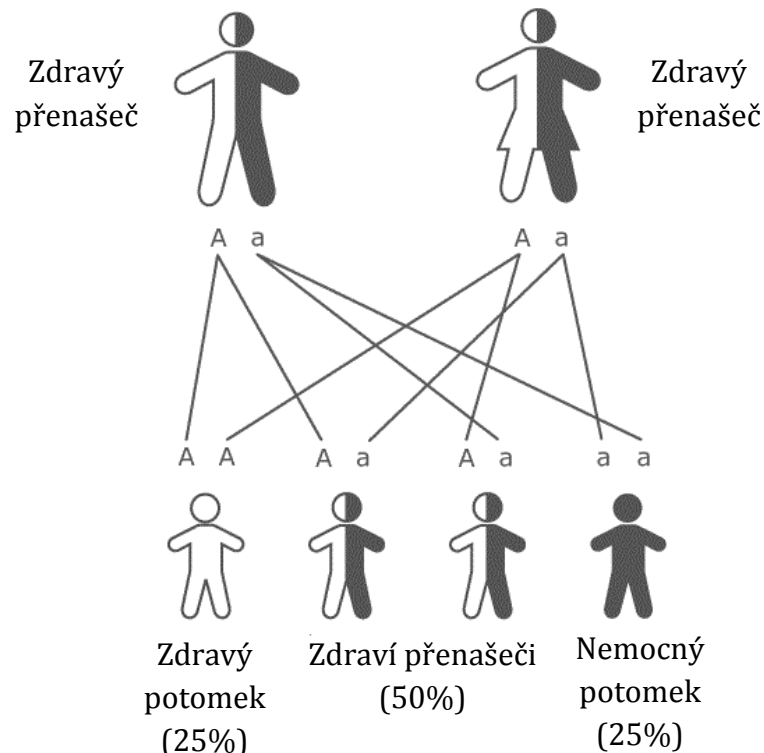 Zdravý
přenašeč
Zdravý
přenašeč
A a
A a
A A
A a
A a
a a
Zdravý
potomek
(25%)
Zdraví přenašeči
(50%)
Nemocný
potomek
(25%)